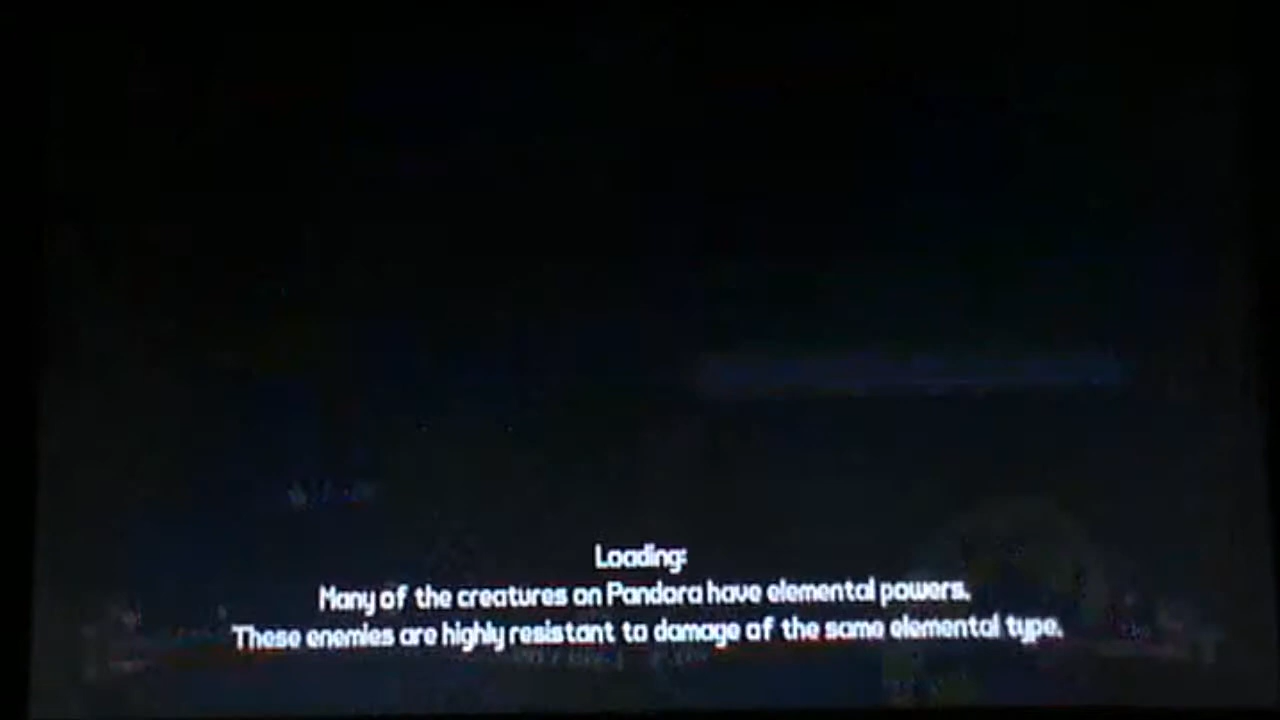 Loading:
Many of the creatures on Pandora have elemental powers.
These enemies are highly resistant to damage of the same elemental type.